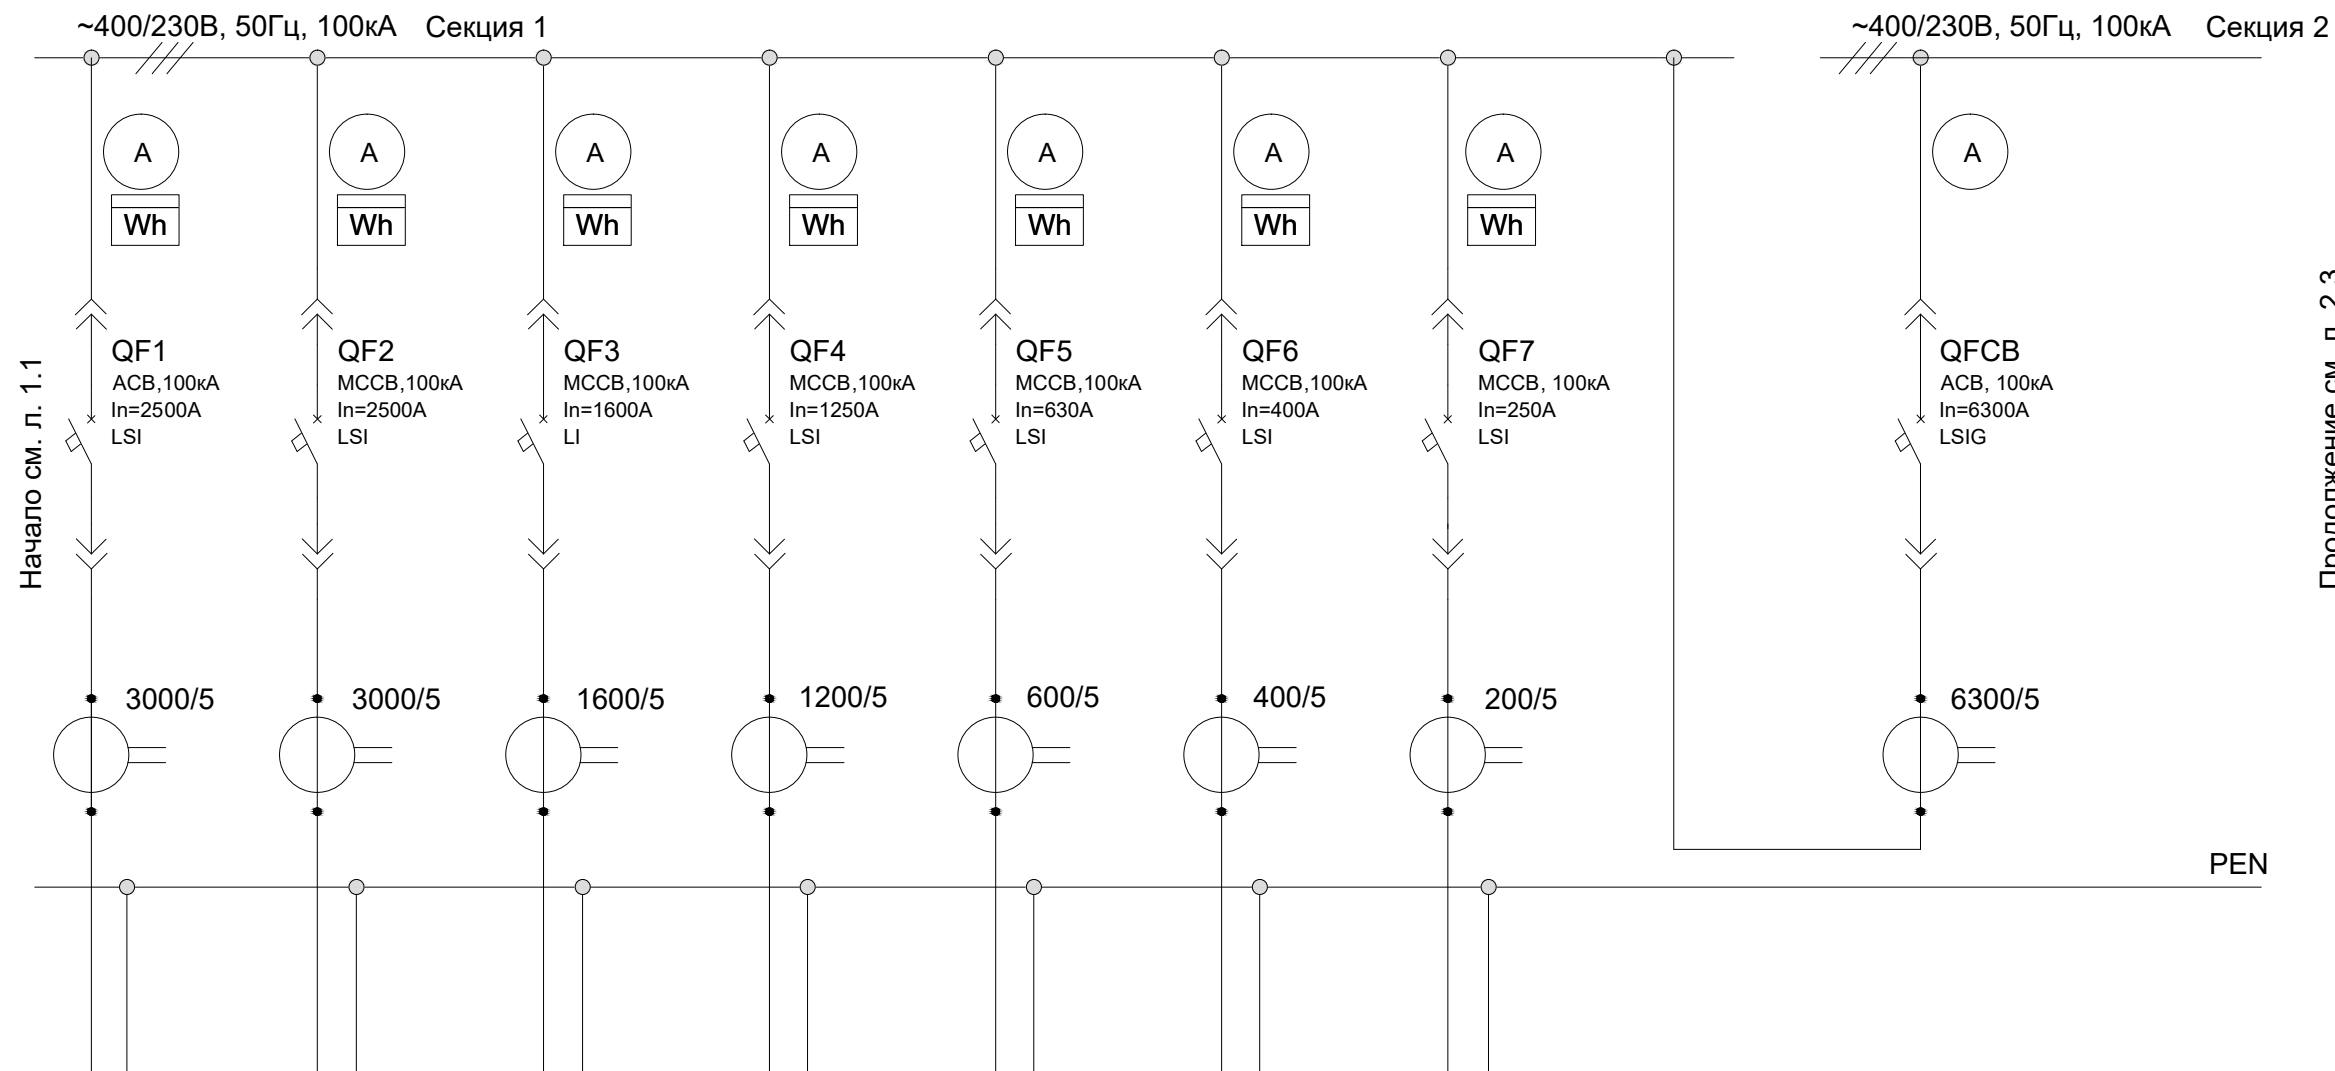 ~400/230В, 50Гц, 100кА Секция 1
~400/230В, 50Гц, 100кА Секция 2
A A A A A A A A
Wh Wh Wh Wh Wh Wh Wh
Начало см. л. 1.1
QF1
ACB,100кА
In=2500A
LSI
QF2
MCCB,100кА
In=2500A
LSI
QF3
MCCB,100кА
In=1600A
LI
QF4
MCCB,100кА
In=1250A
LSI
QF5
MCCB,100кА
In=630A
LSI
QF6
MCCB,100кА
In=400A
LSI
QF7
MCCB, 100кА
In=250A
LSI
QFCB
ACB, 100кА
In=6300A
LSIG
Продолжение см. л. 2.3
3000/5 3000/5 1600/5 1200/5 600/5 400/5 200/5 6300/5
PEN